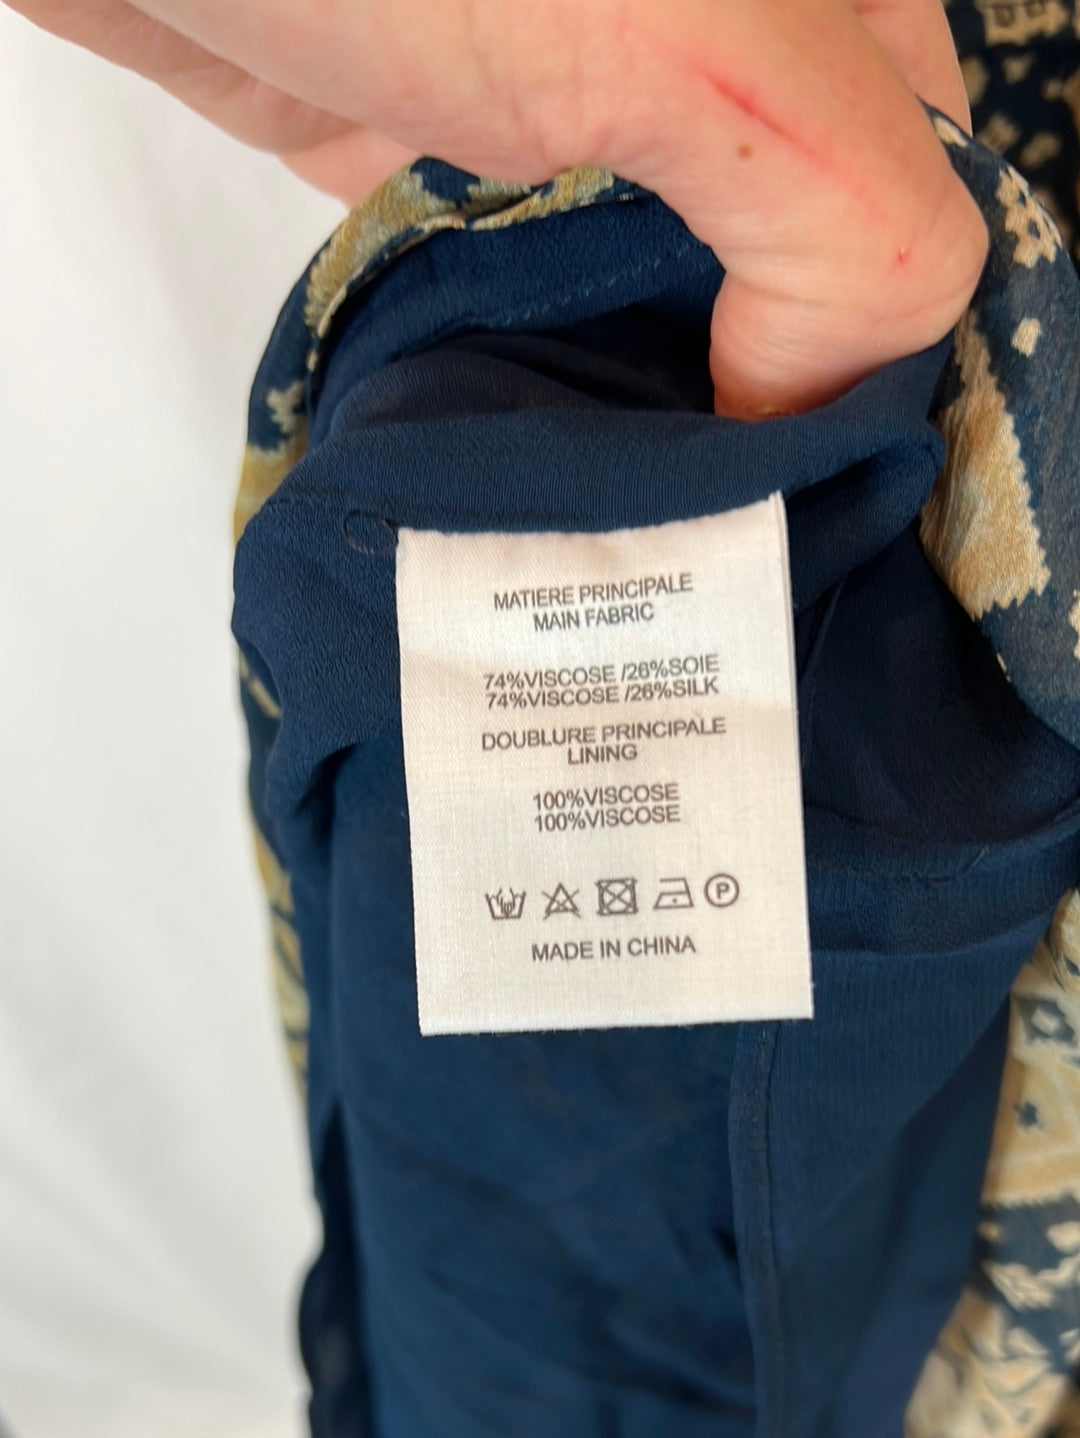 MATIERE PRINCIPALE
MAIN FABRIC
74%VISCOSE /26%SOIE
74%VISCOSE /26%SILK
DOUBLURE PRINCIPALE
LINING
100%VISCOSE
100%VISCOSE
P
MADE IN CHINA